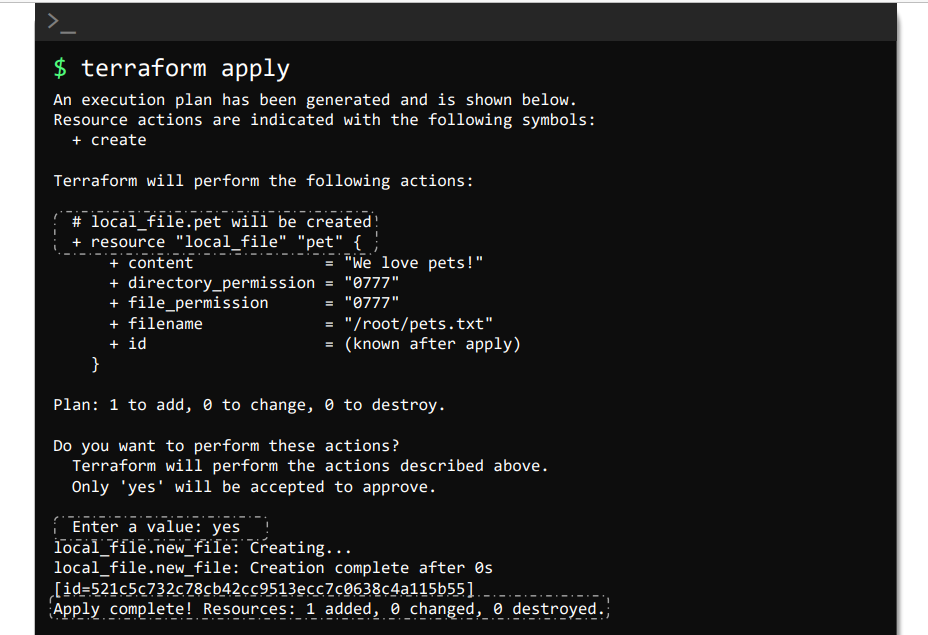 >_
$ terraform apply
An execution plan has been generated and is shown below.
Resource actions are indicated with the following symbols:
+ create
Terraform will perform the following actions:
# local_file.pet will be created
+ resource "local_file" "pet" {
+ content = "We love pets!"
+ directory_permission = "0777"
+ file_permission = "0777"
+ filename = "/root/pets.txt"
+ id = (known after apply)
}
Plan: 1 to add, 0 to change, 0 to destroy.
Do you want to perform these actions?
Terraform will perform the actions described above.
Only 'yes' will be accepted to approve.
Enter a value: yes
local_file.new_file: Creating...
local_file.new_file: Creation complete after 0s
[id=521c5c732c78cb42cc9513ecc7c0638c4a115b55]
Apply complete! Resources: 1 added, 0 changed, 0 destroyed.